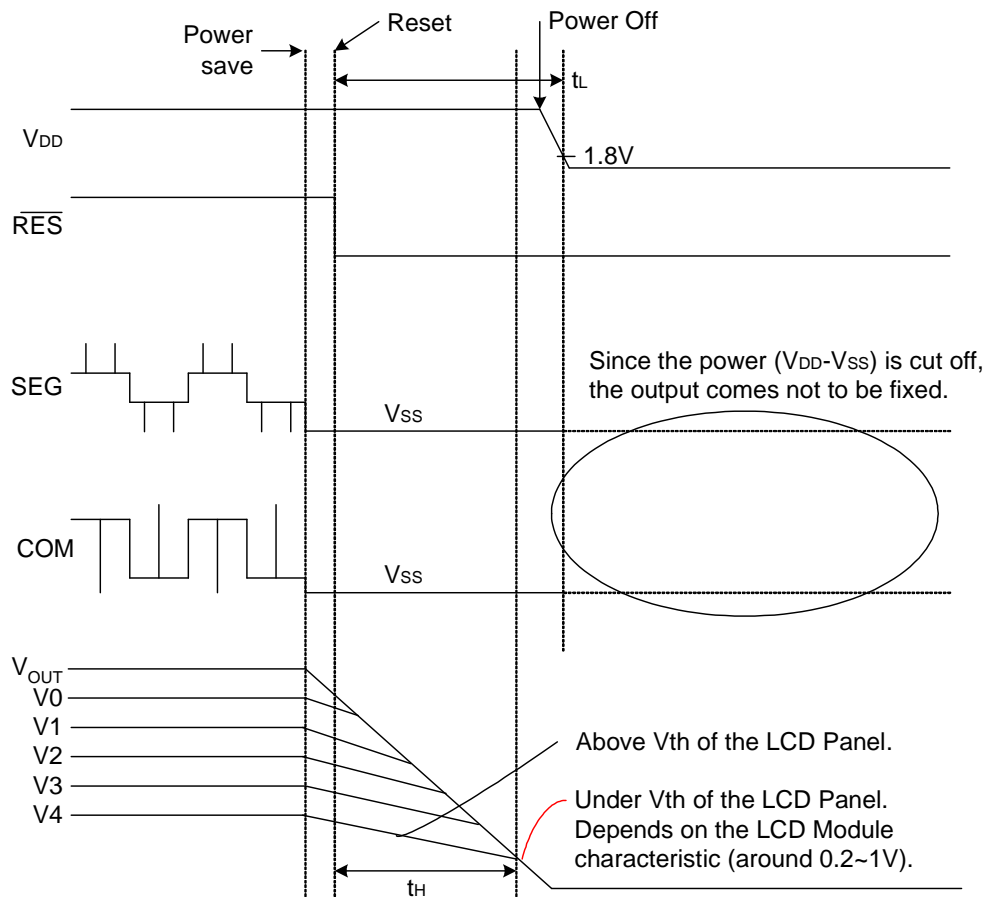 Power
save
Reset
Power Off
tL
VDD
1.8V
RES
Since the power (VDD-VSS) is cut off,
the output comes not to be fixed.
SEG
VSS
COM
VSS
VOUT
V0
V1
V2
V3
V4
Above Vth of the LCD Panel.
Under Vth of the LCD Panel.
Depends on the LCD Module
characteristic (around 0.2~1V).
tH